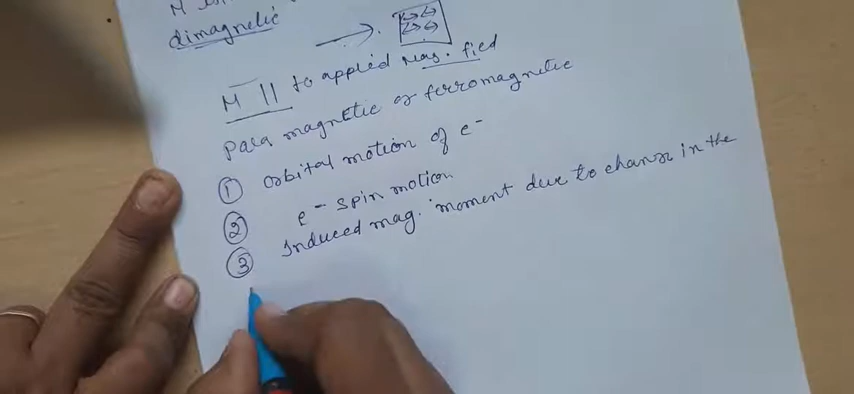 M
dimagnetic
M || to applied Mag. fied
para magnetic or ferromagnetic
① orbital motion of e-
② e- spin motion
③ Induced mag. moment due to chang in the